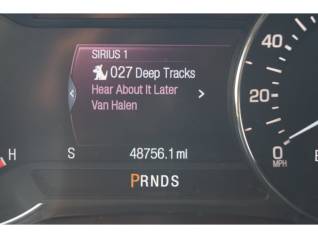 SIRIUS 1
027 Deep Tracks
Hear About It Later
Van Halen
40
20
0
MPH
H S 48756.1 mi E
PRNDS